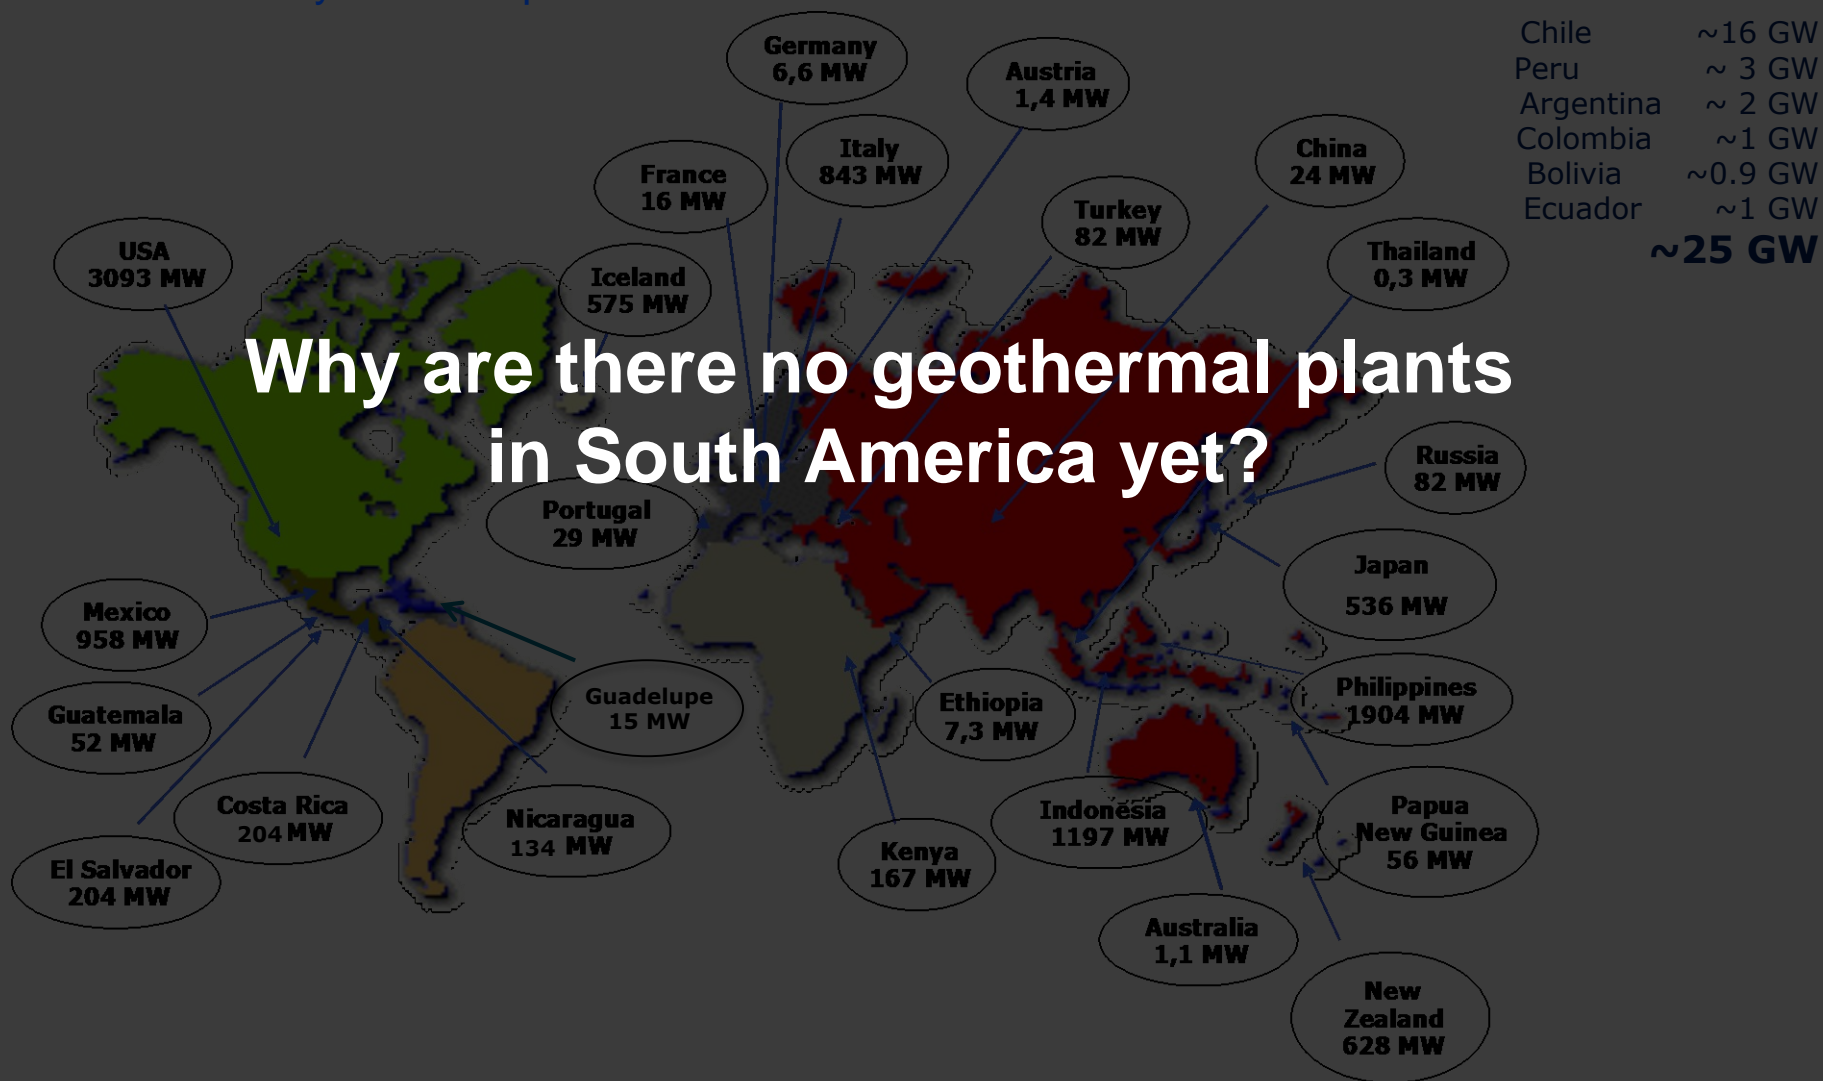 Germany
6,6 MW
Austria
1,4 MW
Italy
843 MW
France
16 MW
China
24 MW
Turkey
82 MW
Thailand
0,3 MW
USA
3093 MW
Iceland
575 MW
Chile ~16 GW
Peru ~ 3 GW
Argentina ~ 2 GW
Colombia ~1 GW
Bolivia ~0.9 GW
Ecuador ~1 GW
~25 GW
Why are there no geothermal plants
in South America yet?
Portugal
29 MW
Russia
82 MW
Japan
536 MW
Mexico
958 MW
Guatemala
52 MW
Guadelupe
15 MW
Ethiopia
7,3 MW
Philippines
1904 MW
Costa Rica
204 MW
Nicaragua
134 MW
El Salvador
204 MW
Kenya
167 MW
Indonesia
1197 MW
Papua
New Guinea
56 MW
Australia
1,1 MW
New
Zealand
628 MW